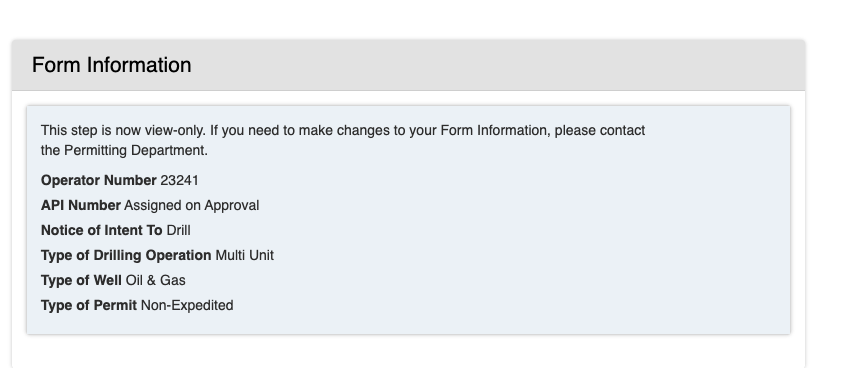 Form Information
This step is now view-only. If you need to make changes to your Form Information, please contact
the Permitting Department.
Operator Number 23241
API Number Assigned on Approval
Notice of Intent To Drill
Type of Drilling Operation Multi Unit
Type of Well Oil & Gas
Type of Permit Non-Expedited